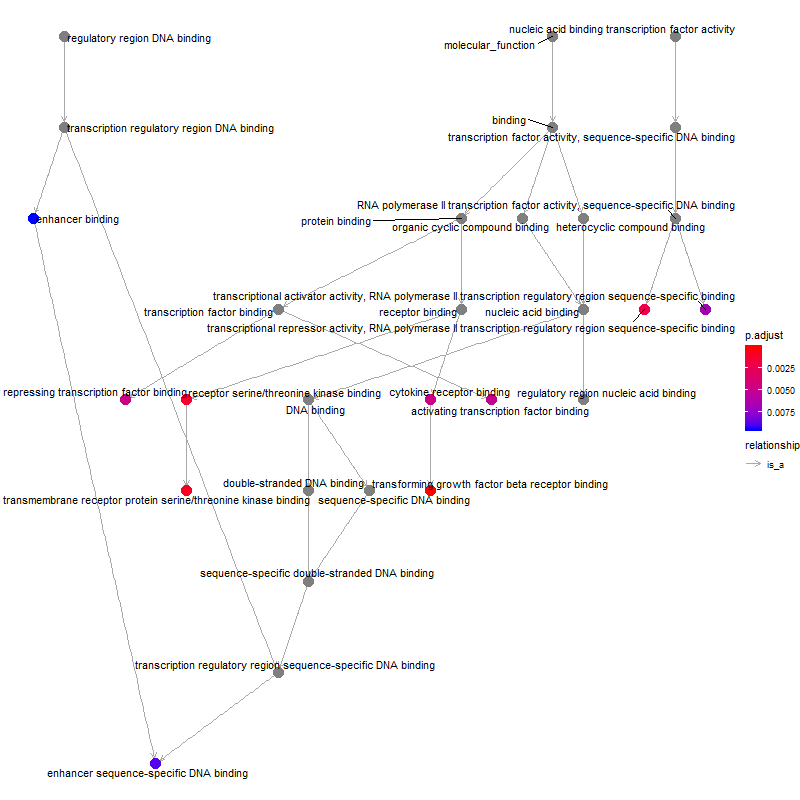 nucleic acid binding transcription factor activity
regulatory region DNA binding
molecular_function
binding
transcription regulatory region DNA binding
transcription factor activity, sequence-specific DNA binding
RNA polymerase II transcription factor activity, sequence-specific DNA binding
enhancer binding
protein binding
organic cyclic compound binding
heterocyclic compound binding
transcriptional activator activity, RNA polymerase II transcription regulatory region sequence-specific binding
transcription factor binding
receptor binding
nucleic acid binding
transcriptional repressor activity, RNA polymerase II transcription regulatory region sequence-specific binding
p.adjust
0.0025
0.0050
0.0075
repressing transcription factor binding
receptor serine/threonine kinase binding
cytokine receptor binding
regulatory region nucleic acid binding
DNA binding
activating transcription factor binding
relationship
is_a
double-stranded DNA binding
transforming growth factor beta receptor binding
transmembrane receptor protein serine/threonine kinase binding
sequence-specific DNA binding
sequence-specific double-stranded DNA binding
transcription regulatory region sequence-specific DNA binding
enhancer sequence-specific DNA binding